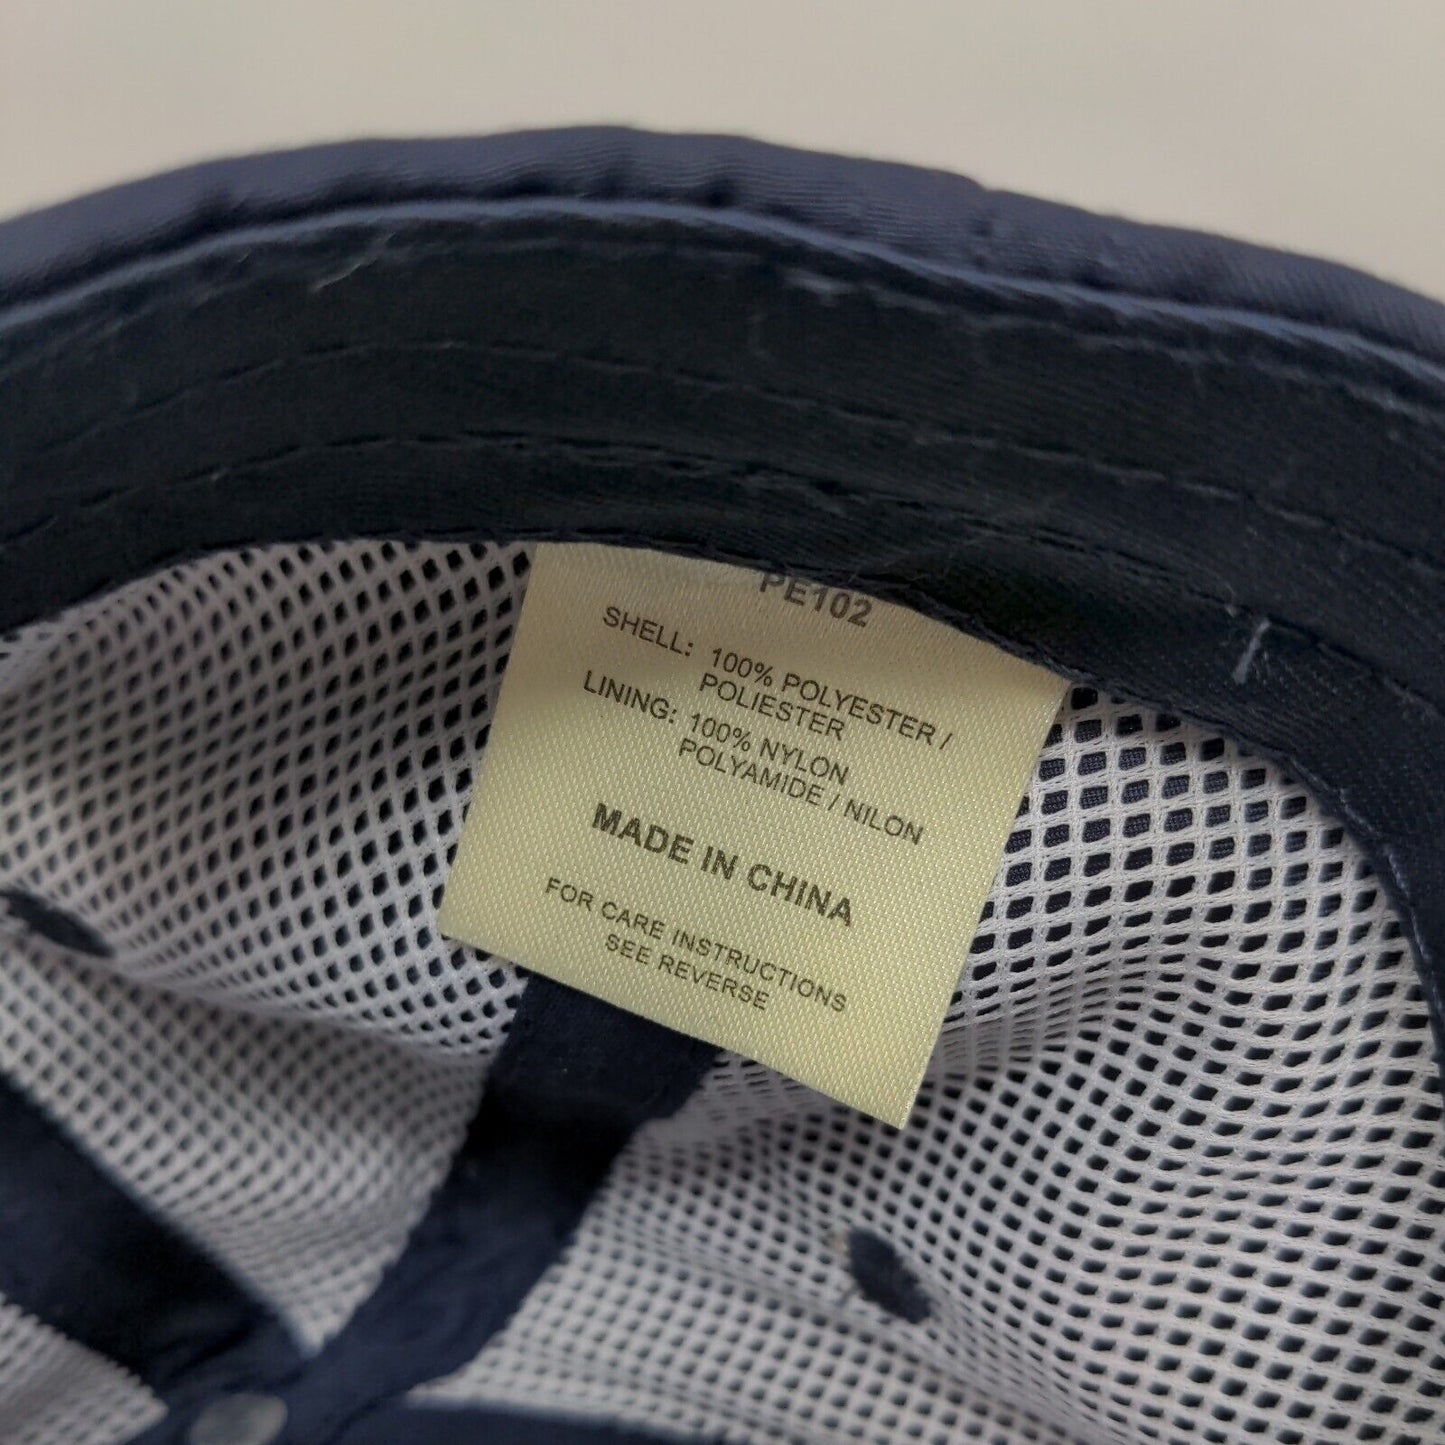 PE102
SHELL: 100% POLYESTER /
POLIESTER
LINING: 100% NYLON
POLYAMIDE / NILON
MADE IN CHINA
FOR CARE INSTRUCTIONS
SEE REVERSE